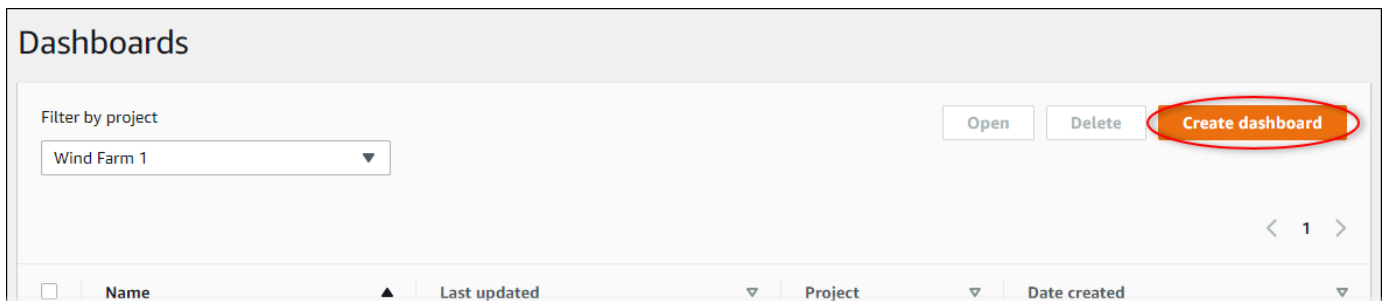 Dashboards
Filter by project
Open Delete Create dashboard
Wind Farm 1
1
Name Last updated Project Date created